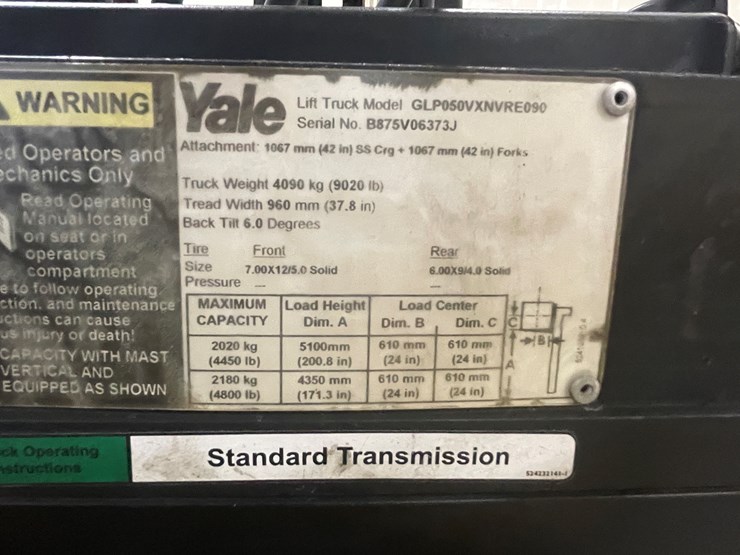 WARNING
ed Operators and
echanics Only
Read Operating
Manual located
on seat or in
operators
compartment
e to follow operating,
ction, and maintenance
uctions can cause
us injury or death!
CAPACITY WITH MAST
VERTICAL AND
EQUIPPED AS SHOWN
Yale
Lift Truck Model GLP050VXNVRE090
Serial No. B875V06373J
Attachment: 1067 mm (42 in) SS Crg + 1067 mm (42 in) Forks
Truck Weight 4090 kg (9020 lb)
Tread Width 960 mm (37.8 in)
Back Tilt 6.0 Degrees
Tire Front Rear
Size 7.00X12/5.0 Solid 6.00X9/4.0 Solid
Pressure — —
MAXIMUM Load Height Load Center
CAPACITY Dim. A Dim. B Dim. C
2020 kg 5100mm 610 mm 610 mm
(4450 lb) (200.8 in) (24 in) (24 in)
2180 kg 4350 mm 610 mm 610 mm
(4800 lb) (171.3 in) (24 in) (24 in)
C
B
A
ck Operating
nstructions
Standard Transmission
524232141-1